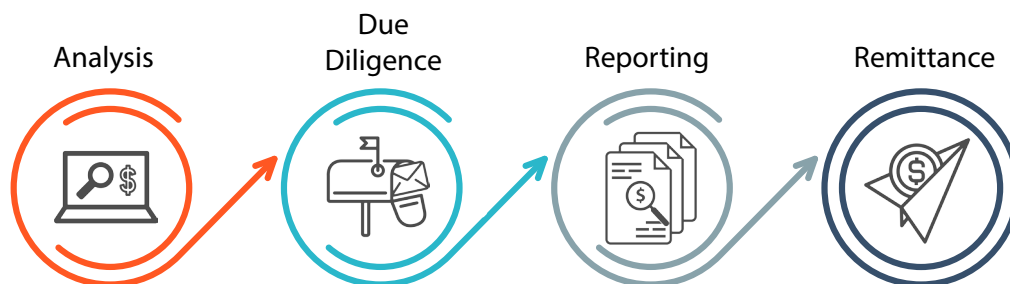 Analysis
Due
Diligence
Reporting
Remittance
$
$
$